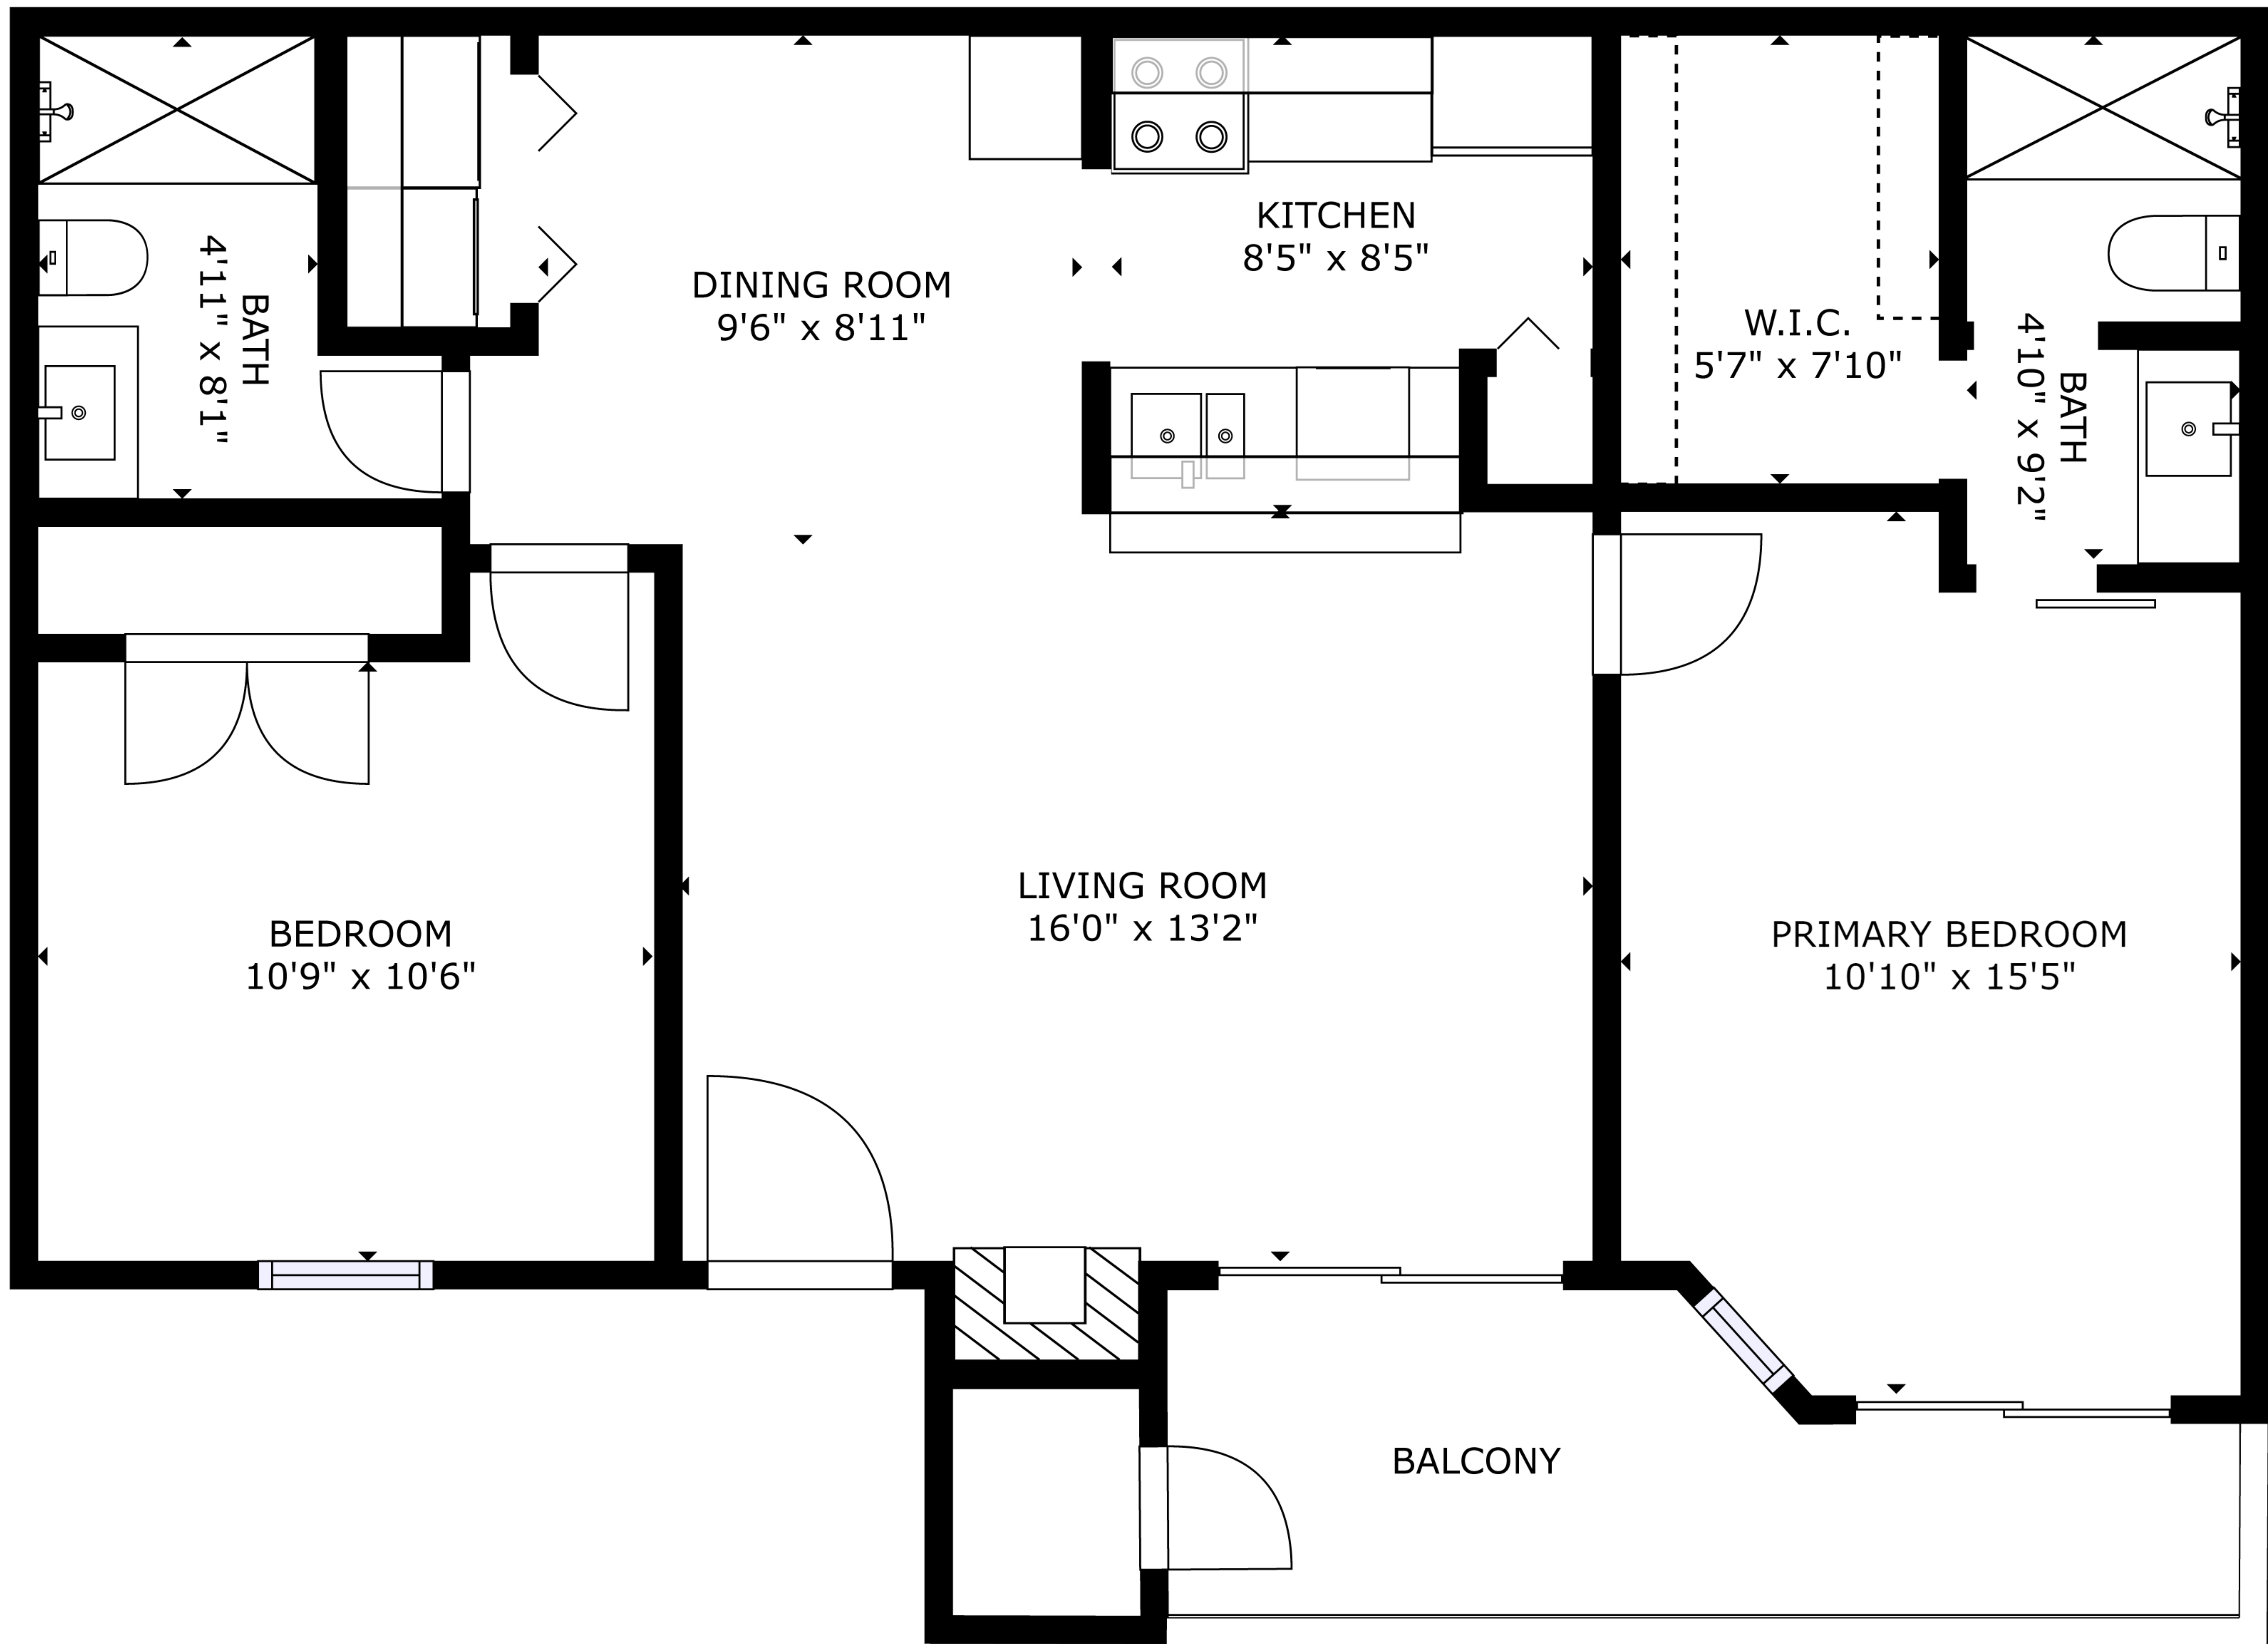 KITCHEN
8'5" x 8'5"
DINING ROOM
9'6" x 8'11"
BATH
4'11" x 8'1"
W.I.C.
5'7" x 7'10"
BATH
4'10" x 9'2"
LIVING ROOM
16'0" x 13'2"
BEDROOM
10'9" x 10'6"
PRIMARY BEDROOM
10'10" x 15'5"
BALCONY